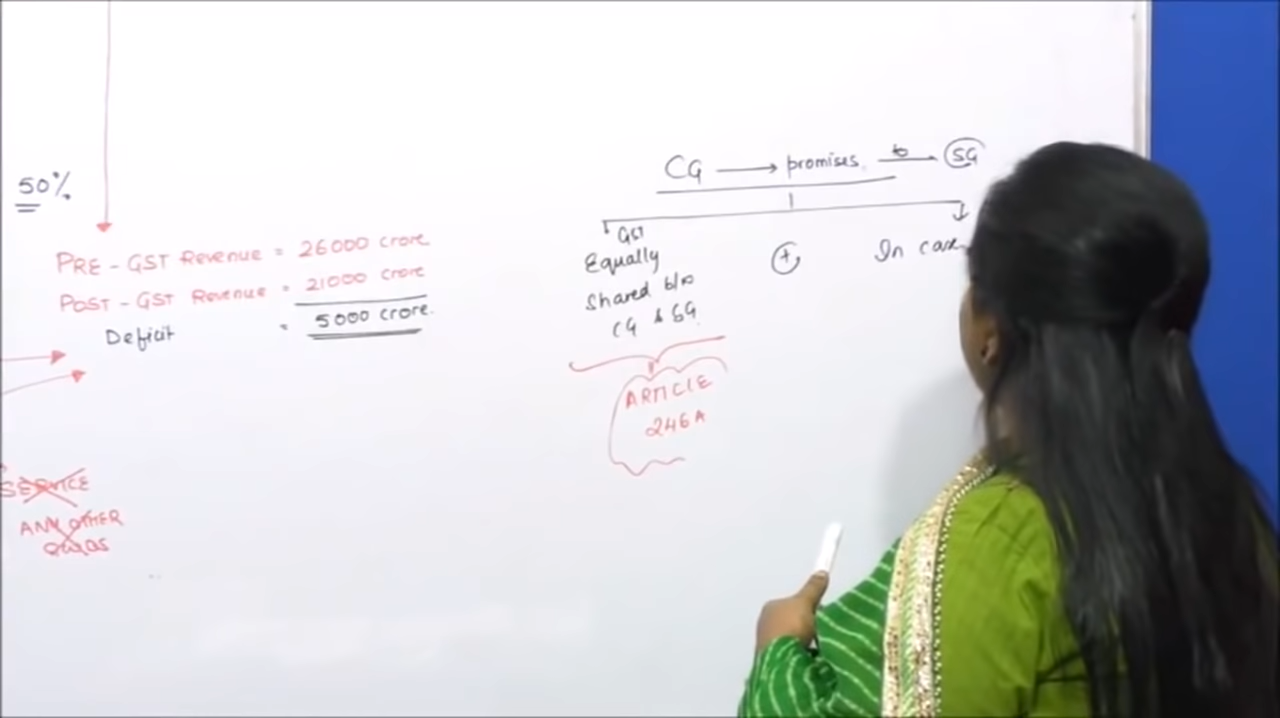 50%
PRE-GST Revenue = 26000 crore
POST-GST Revenue = 21000 crore
Deficit = 5000 crore.
SERVICE
ANY OTHER
CG → promises to → SG
GST
Equally
Shared b/n
CG & SG
+
In case
ARTICLE
246A